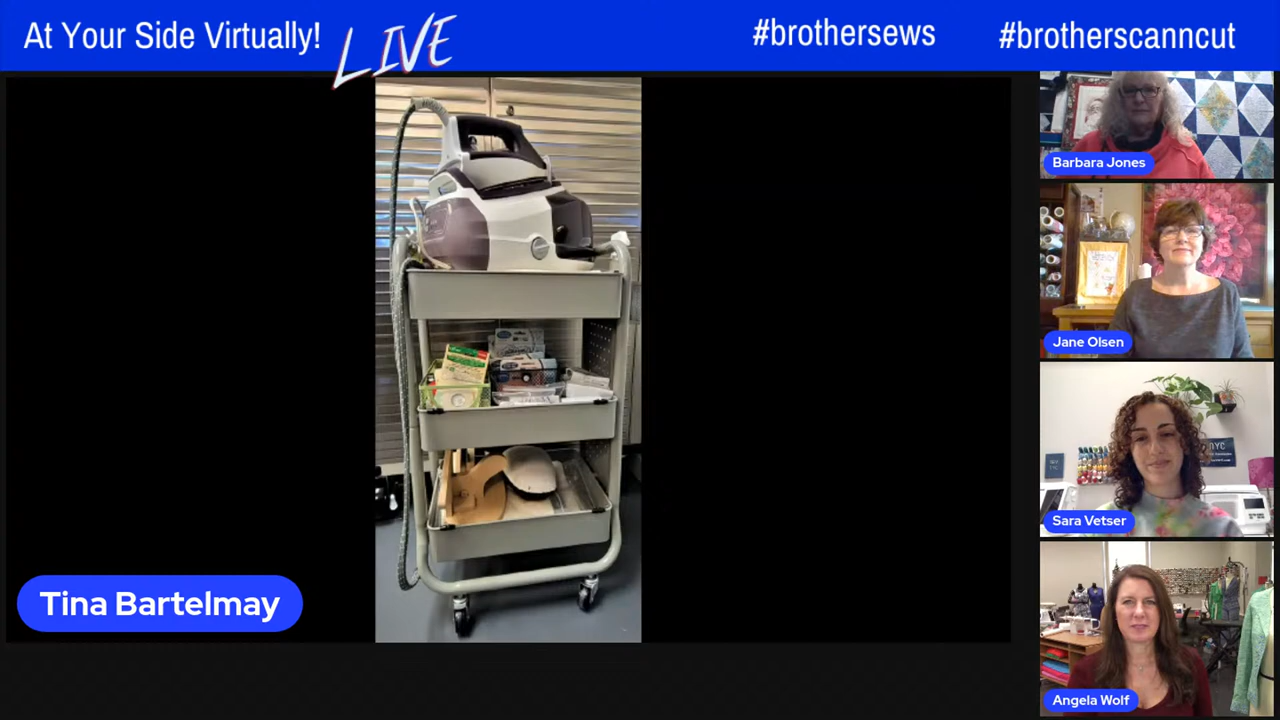 At Your Side Virtually!
LIVE
#brothersews
#brotherscanncut
Barbara Jones
Jane Olsen
Sara Vetser
Angela Wolf
Tina Bartelmay